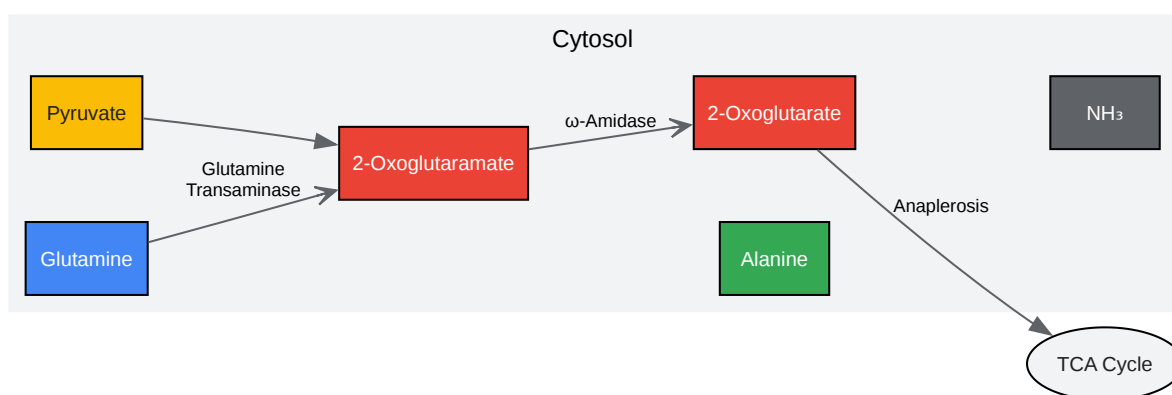 Cytosol
Pyruvate
2-Oxoglutarate
NH₃
ω-Amidase
2-Oxoglutaramate
Glutamine
Transaminase
Anaplerosis
Glutamine
Alanine
TCA Cycle